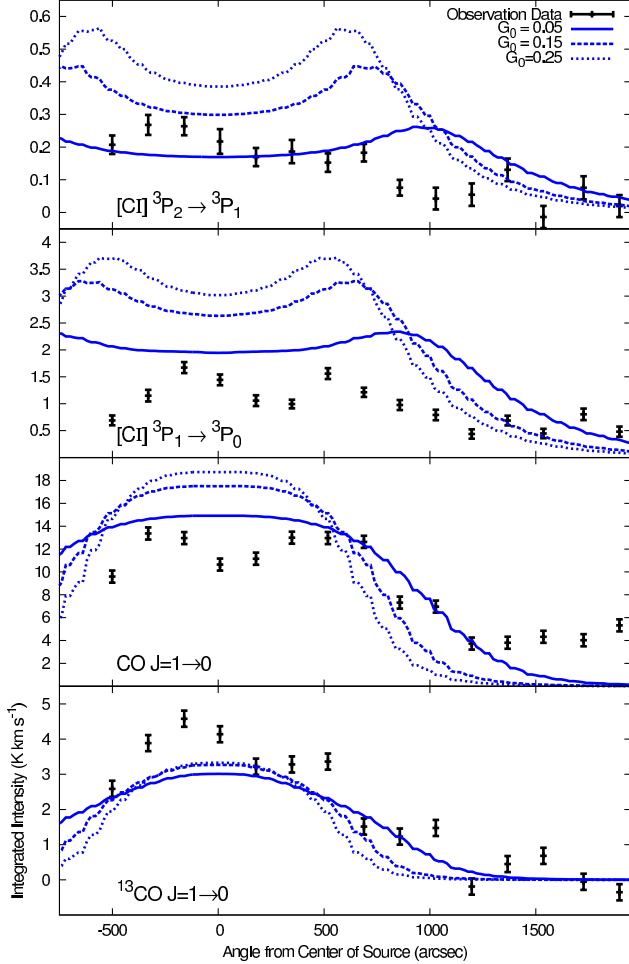 Observation Data
G₀ = 0.05
G₀ = 0.15
G₀=0.25
0.6
0.5
0.4
0.3
0.2
0.1
0
[CI] ³P₂ → ³P₁
4
3.5
3
2.5
2
1.5
1
0.5
[CI] ³P₁ → ³P₀
18
16
14
12
10
8
6
4
2
CO J=1→0
5
4
3
2
1
0
¹³CO J=1→0
Integrated Intensity (K km s⁻¹)
-500 0 500 1000 1500
Angle from Center of Source (arcsec)